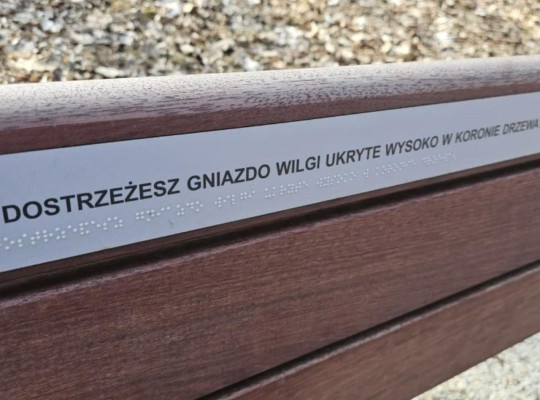 DOSTRZEŻESZ GNIAZDO WILGI UKRYTE WYSOKO W KORONIE DRZEWA